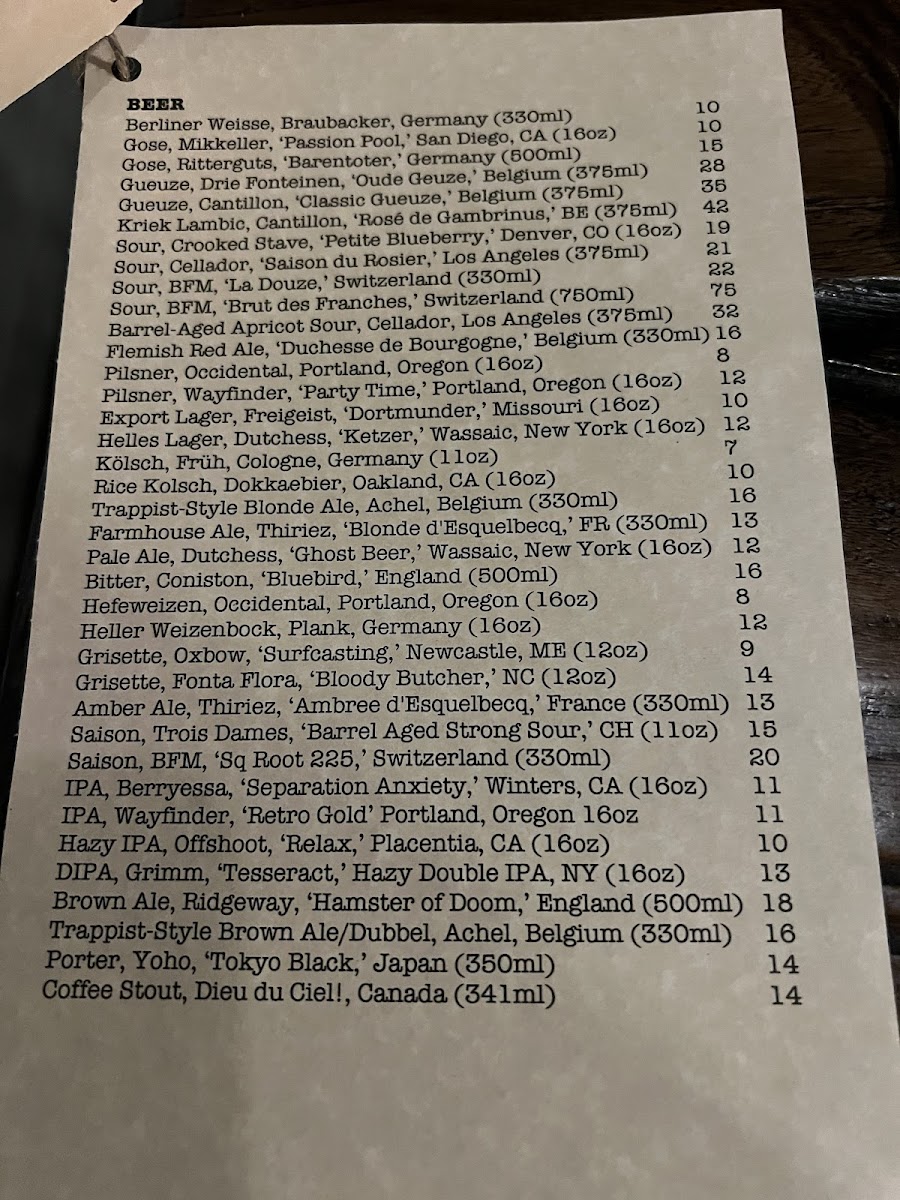 BEER
Berliner Weisse, Braubacker, Germany (330ml) 10
Gose, Mikkeller, ‘Passion Pool,’ San Diego, CA (16oz) 10
Gose, Ritterguts, ‘Barentoter,’ Germany (500ml) 15
Gueuze, Drie Fonteinen, ‘Oude Geuze,’ Belgium (375ml) 28
Gueuze, Cantillon, ‘Classic Gueuze,’ Belgium (375ml) 35
Kriek Lambic, Cantillon, ‘Rosé de Gambrinus,’ BE (375ml) 42
Sour, Crooked Stave, ‘Petite Blueberry,’ Denver, CO (16oz) 19
Sour, Cellador, ‘Saison du Rosier,’ Los Angeles (375ml) 21
Sour, BFM, ‘La Douze,’ Switzerland (330ml) 22
Sour, BFM, ‘Brut des Franches,’ Switzerland (750ml) 75
Barrel-Aged Apricot Sour, Cellador, Los Angeles (375ml) 32
Flemish Red Ale, ‘Duchesse de Bourgogne,’ Belgium (330ml) 16
Pilsner, Occidental, Portland, Oregon (16oz) 8
Pilsner, Wayfinder, ‘Party Time,’ Portland, Oregon (16oz) 12
Export Lager, Freigeist, ‘Dortmunder,’ Missouri (16oz) 10
Helles Lager, Dutchess, ‘Ketzer,’ Wassaic, New York (16oz) 12
Kölsch, Früh, Cologne, Germany (11oz) 7
Rice Kolsch, Dokkaebier, Oakland, CA (16oz) 10
Trappist-Style Blonde Ale, Achel, Belgium (330ml) 16
Farmhouse Ale, Thiriez, ‘Blonde d'Esquelbecq,’ FR (330ml) 13
Pale Ale, Dutchess, ‘Ghost Beer,’ Wassaic, New York (16oz) 12
Bitter, Coniston, ‘Bluebird,’ England (500ml) 16
Hefeweizen, Occidental, Portland, Oregon (16oz) 8
Heller Weizenbock, Plank, Germany (16oz) 12
Grisette, Oxbow, ‘Surfcasting,’ Newcastle, ME (12oz) 9
Grisette, Fonta Flora, ‘Bloody Butcher,’ NC (12oz) 14
Amber Ale, Thiriez, ‘Ambree d'Esquelbecq,’ France (330ml) 13
Saison, Trois Dames, ‘Barrel Aged Strong Sour,’ CH (11oz) 15
Saison, BFM, ‘Sq Root 225,’ Switzerland (330ml) 20
IPA, Berryessa, ‘Separation Anxiety,’ Winters, CA (16oz) 11
IPA, Wayfinder, ‘Retro Gold’ Portland, Oregon 16oz 11
Hazy IPA, Offshoot, ‘Relax,’ Placentia, CA (16oz) 10
DIPA, Grimm, ‘Tesseract,’ Hazy Double IPA, NY (16oz) 13
Brown Ale, Ridgeway, ‘Hamster of Doom,’ England (500ml) 18
Trappist-Style Brown Ale/Dubbel, Achel, Belgium (330ml) 16
Porter, Yoho, ‘Tokyo Black,’ Japan (350ml) 14
Coffee Stout, Dieu du Ciel!, Canada (341ml) 14